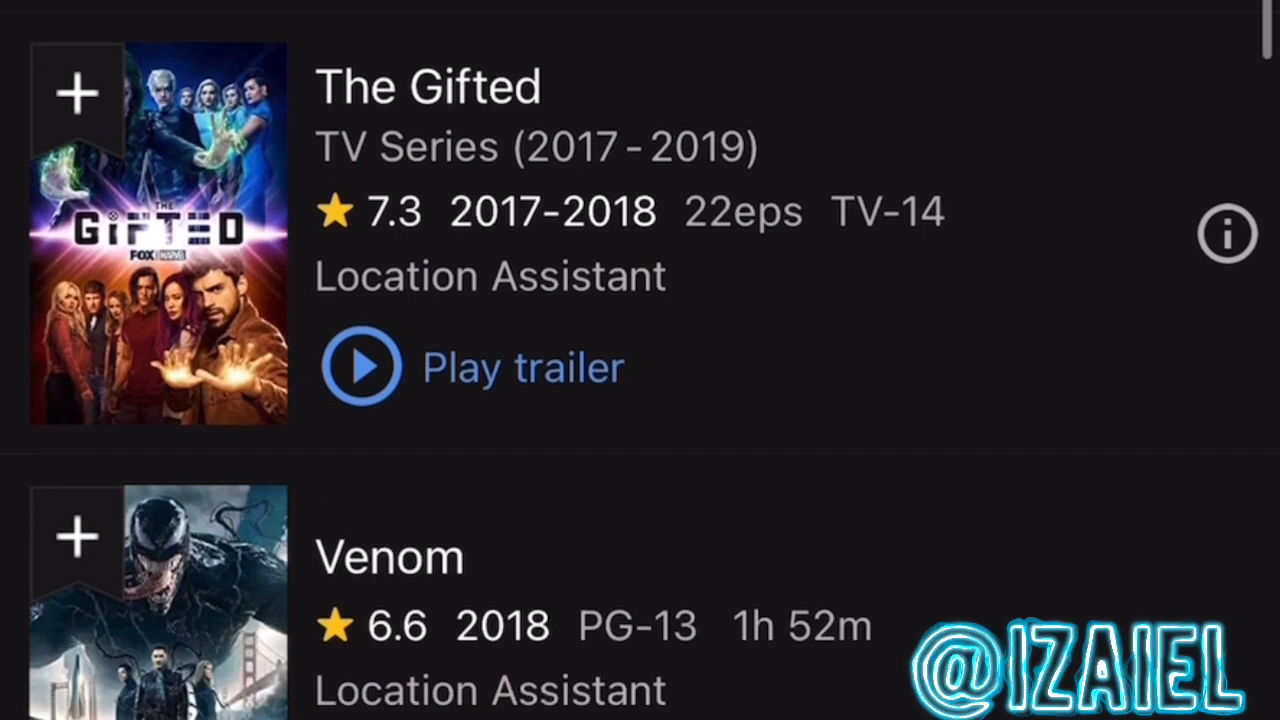 The Gifted
TV Series (2017-2019)
7.3 2017-2018 22eps TV-14
Location Assistant
Play trailer
THE
GIFTED
FOX MARVEL
Venom
6.6 2018 PG-13 1h 52m
Location Assistant
@IZAIEL